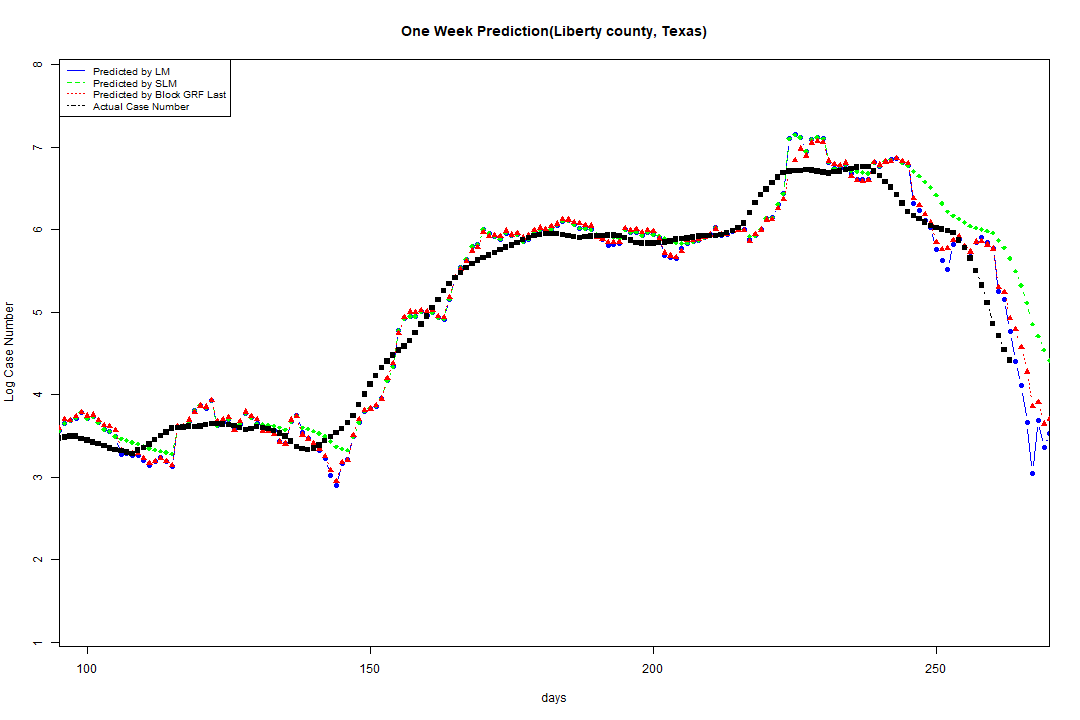 One Week Prediction(Liberty county, Texas)
Predicted by LM
Predicted by SLM
Predicted by Block GRF Last
Actual Case Number
8
7
6
5
4
3
2
1
Log Case Number
100 150 200 250
days